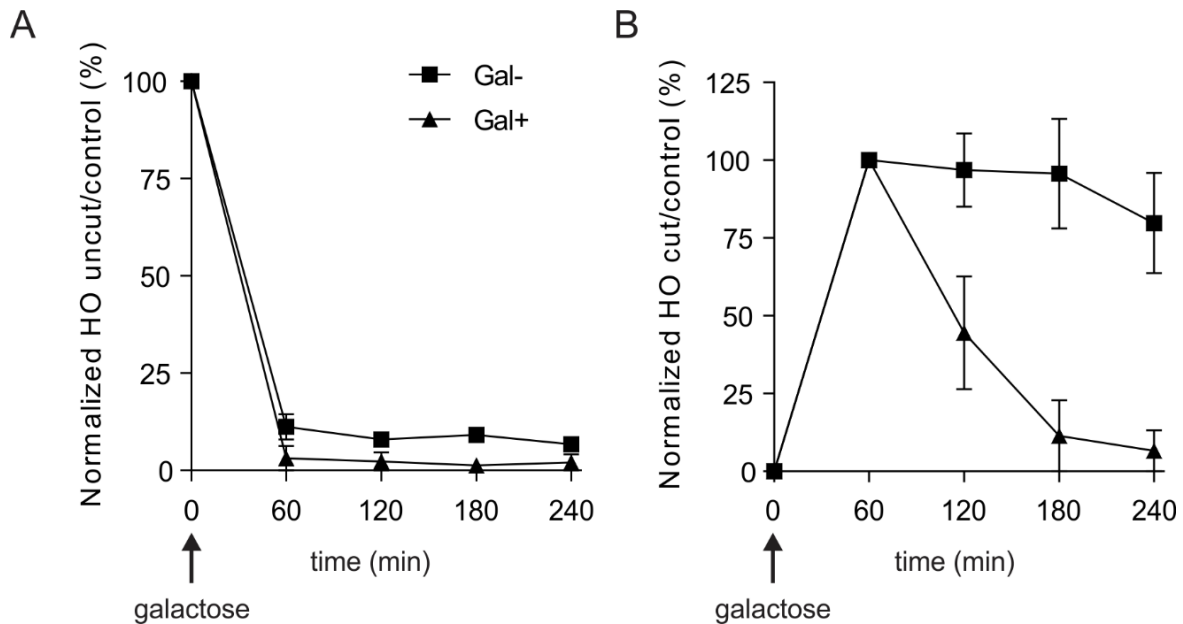 A
Normalized HO uncut/control (%)
100
75
50
25
0
Gal-
Gal+
0 60 120 180 240
time (min)
galactose
B
Normalized HO cut/control (%)
125
100
75
50
25
0
0 60 120 180 240
time (min)
galactose